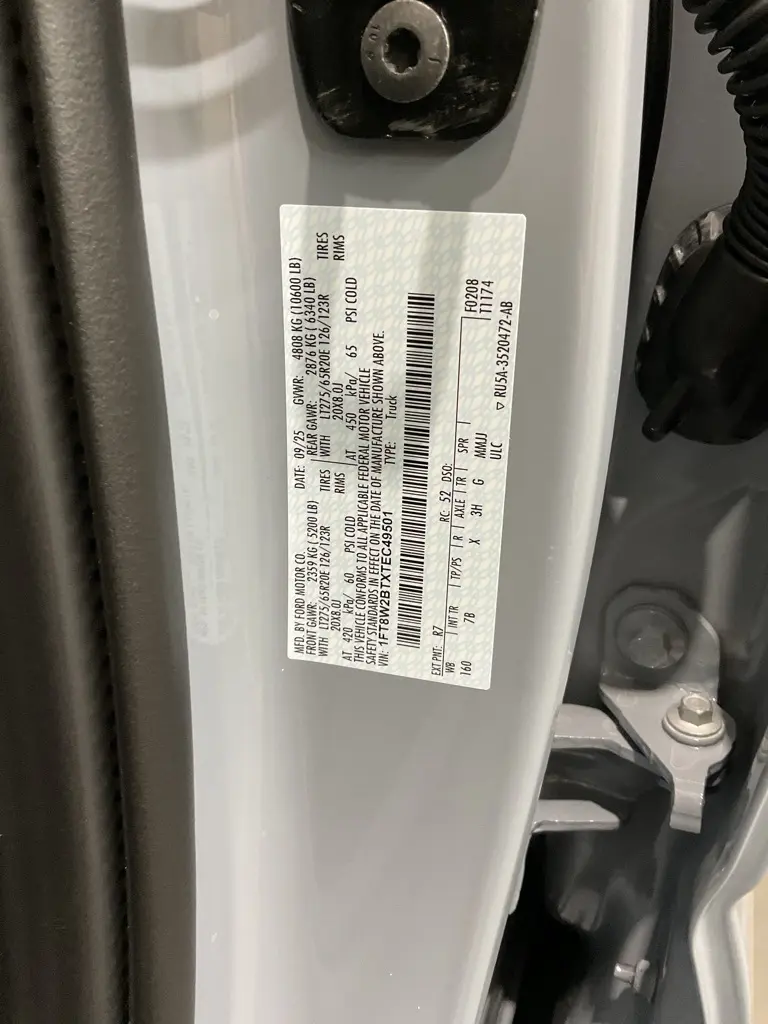 MFD. BY FORD MOTOR CO.
DATE: 09/25 GVWR: 4808 KG (10600 LB)
FRONT GAWR: 2359 KG ( 5200 LB) REAR GAWR: 2876 KG ( 6340 LB)
WITH LT275/65R20E 126/123R TIRES WITH LT275/65R20E 126/123R TIRES
20X8.0J RIMS 20X8.0J RIMS
AT 420 kPa/ 60 PSI COLD AT 450 kPa/ 65 PSI COLD
THIS VEHICLE CONFORMS TO ALL APPLICABLE FEDERAL MOTOR VEHICLE
SAFETY STANDARDS IN EFFECT ON THE DATE OF MANUFACTURE SHOWN ABOVE.
VIN: 1FT8W2BTXTEC49501 TYPE: Truck
EXT PNT: R7 RC: 52 DSO: F0208
WB INT TR TP/PS R AXLE TR SPR T1174
160 7B X 3H G MMJJ
ULC ▽ RU5A-3520472-AB